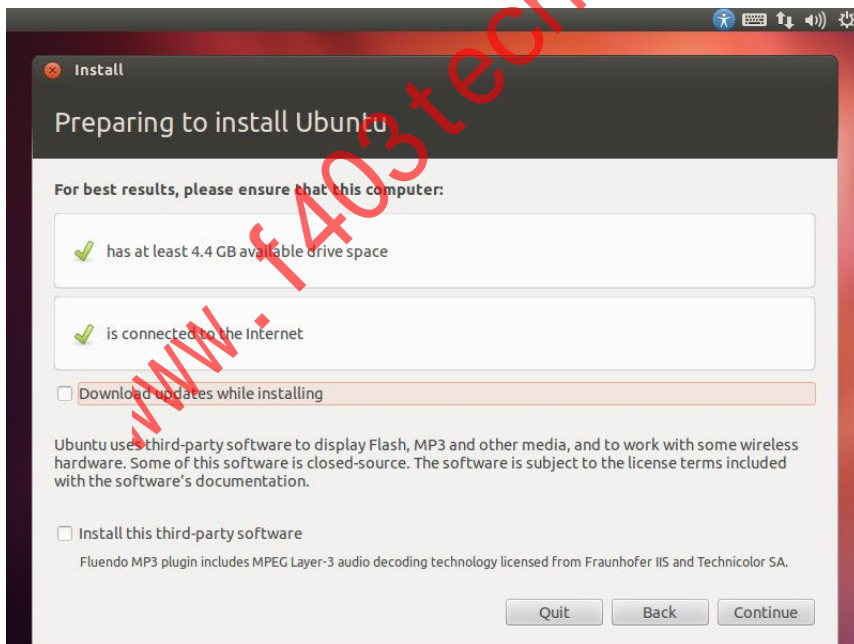 Install
Preparing to install Ubuntu
For best results, please ensure that this computer:
has at least 4.4 GB available drive space
is connected to the Internet
Download updates while installing
Ubuntu uses third-party software to display Flash, MP3 and other media, and to work with some wireless
hardware. Some of this software is closed-source. The software is subject to the license terms included
with the software's documentation.
Install this third-party software
Fluendo MP3 plugin includes MPEG Layer-3 audio decoding technology licensed from Fraunhofer IIS and Technicolor SA.
Quit Back Continue
www.f403tech